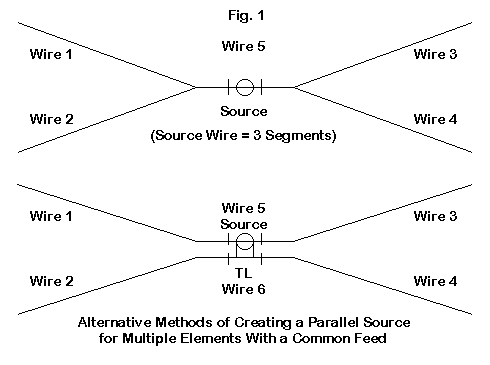 Fig. 1
Wire 1
Wire 5
Wire 3
Wire 2
Source
Wire 4
(Source Wire = 3 Segments)
Wire 1
Wire 5
Source
Wire 3
Wire 2
TL
Wire 6
Wire 4
Alternative Methods of Creating a Parallel Source
for Multiple Elements With a Common Feed